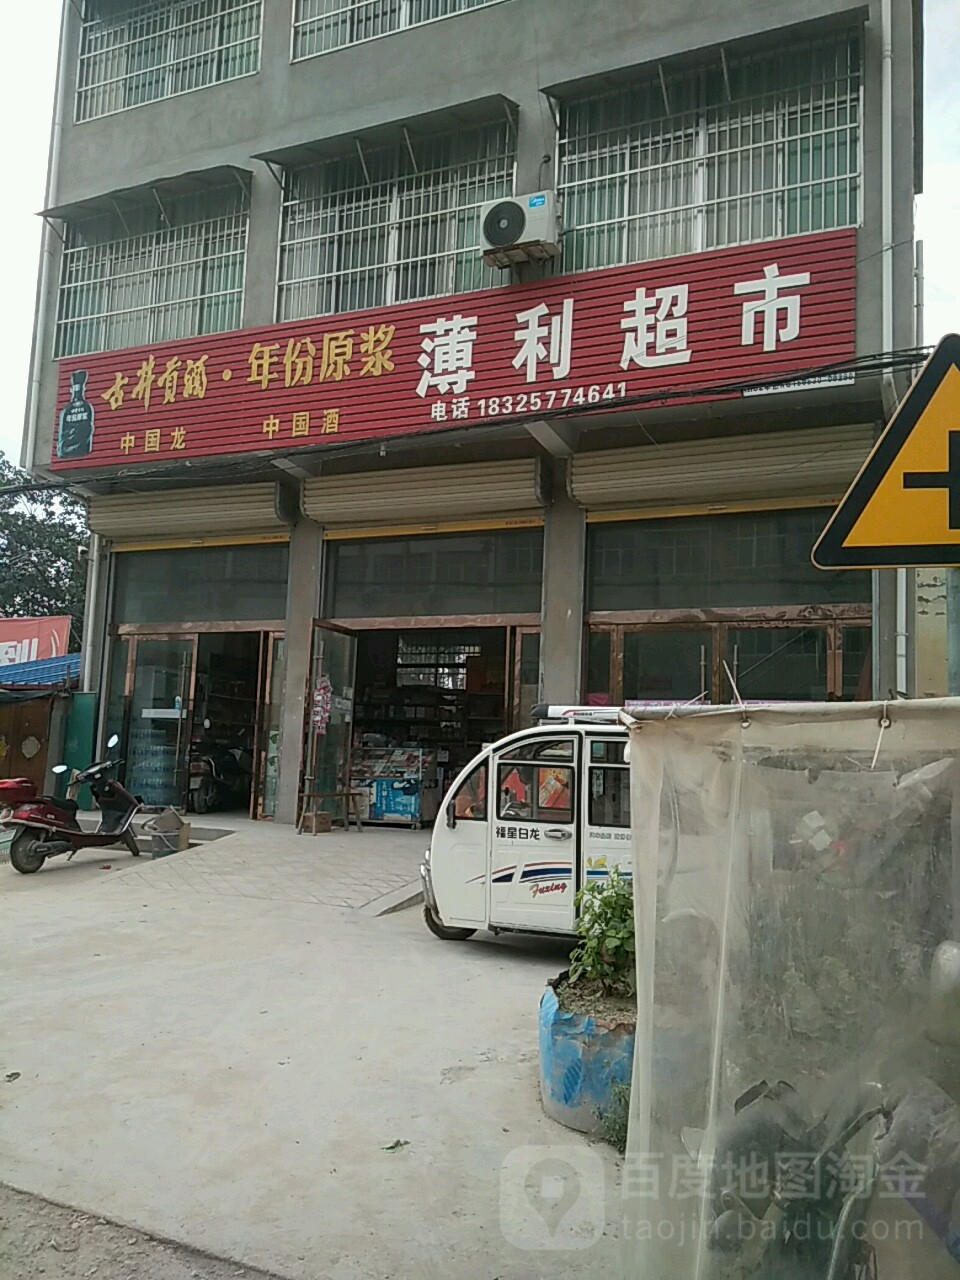 古井贡酒·年份原浆
薄利超市
中国龙
中国酒
电话 18325774641
福星白龙
Fuxing
百度地图淘金
taojin.baidu.com